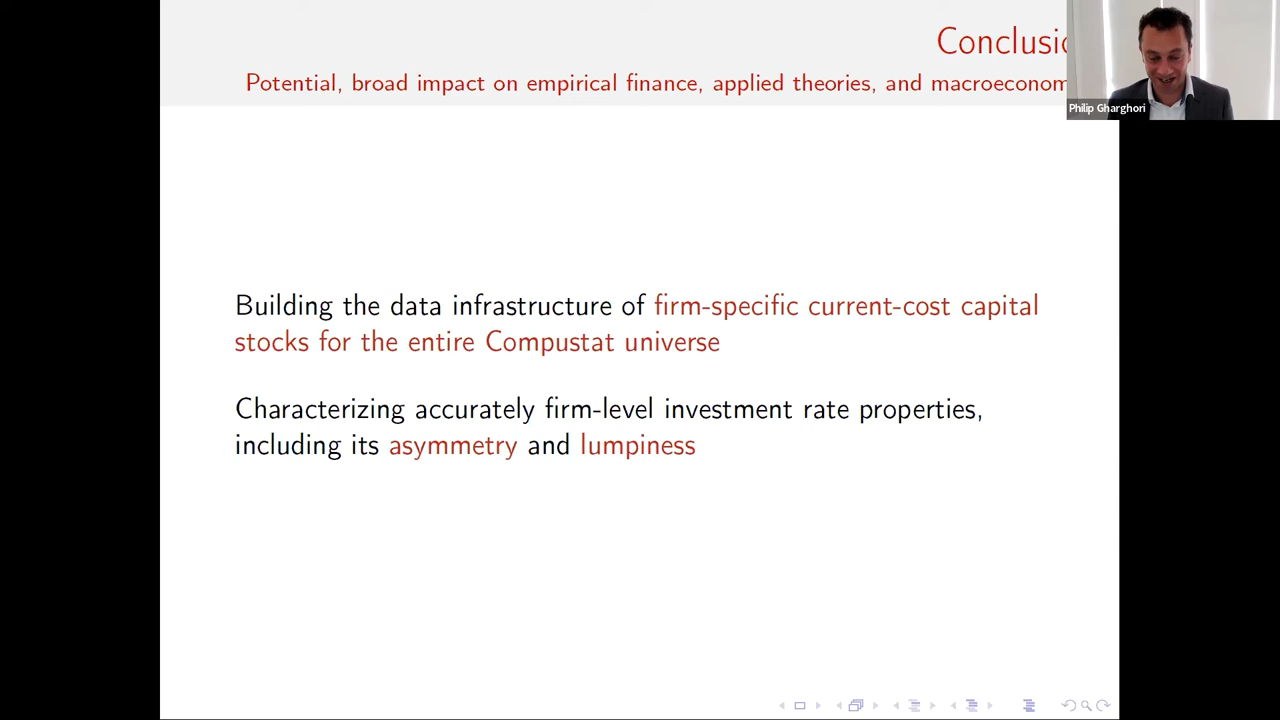 Conclusio
Potential, broad impact on empirical finance, applied theories, and macroeconom
Philip Gharghori
Building the data infrastructure of firm-specific current-cost capital
stocks for the entire Compustat universe
Characterizing accurately firm-level investment rate properties,
including its asymmetry and lumpiness